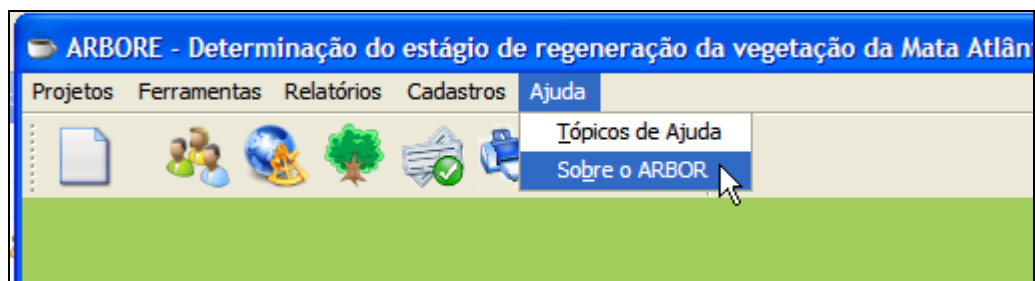 ARBORE - Determinação do estágio de regeneração da vegetação da Mata Atlân
Projetos Ferramentas Relatórios Cadastros Ajuda
Tópicos de Ajuda
Sobre o ARBOR